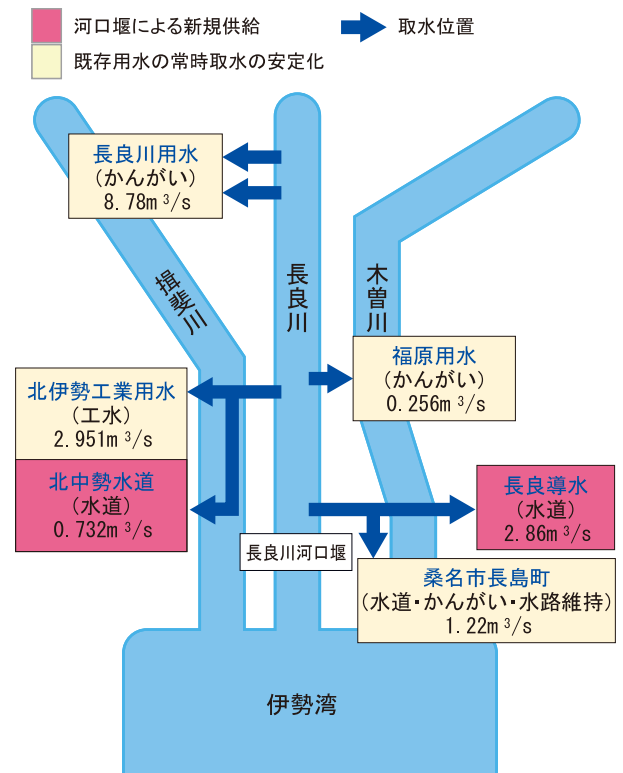 河口堰による新規供給
取水位置
既存用水の常時取水の安定化
長良川用水
(かんがい)
8.78m³/s
揖斐川
長良川
木曽川
福原用水
(かんがい)
0.256m³/s
北伊勢工業用水
(工水)
2.951m³/s
北中勢水道
(水道)
0.732m³/s
長良導水
(水道)
2.86m³/s
長良川河口堰
桑名市長島町
(水道・かんがい・水路維持)
1.22m³/s
伊勢湾